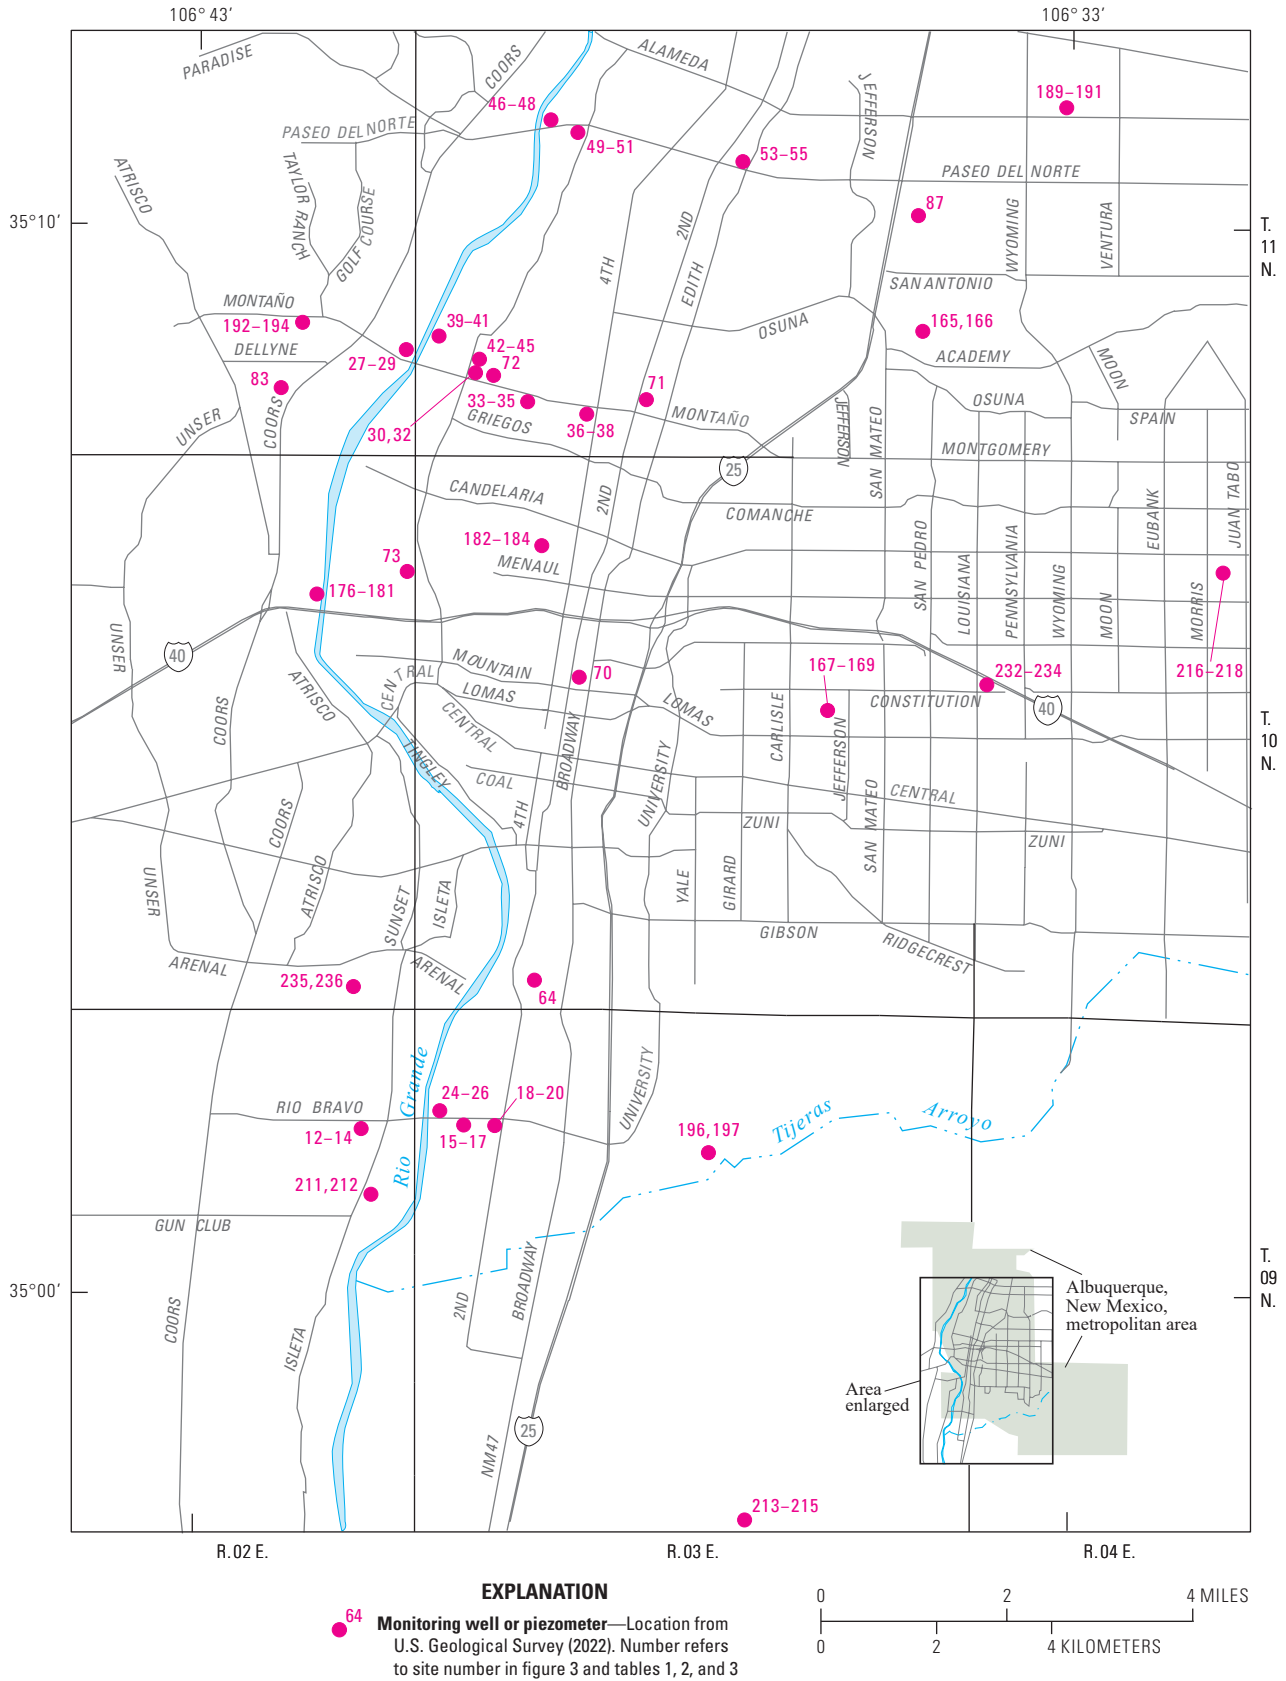 106° 43′
106° 33′
PARADISE
COORS
ALAMEDA
JEFFERSON
189–191
46–48
PASEO DEL NORTE
49–51
53–55
PASEO DEL NORTE
ATRISCO
TAYLOR RANCH
GOLF COURSE
87
35°10′
2ND
WYOMING
VENTURA
T.
11
N.
4TH
EDITH
SAN ANTONIO
MONTAÑO
192–194
39–41
OSUNA
165,166
DELLYNE
27–29
42–45
72
ACADEMY
MOON
83
71
33–35
OSUNA
UNSER
COORS
GRIEGOS
36–38
MONTAÑO
JEFFERSON
SAN MATEO
SPAIN
30,32
MONTGOMERY
25
CANDELARIA
2ND
COMANCHE
EUBANK
JUAN TABO
182–184
MENAUL
73
SAN PEDRO
LOUISIANA
PENNSYLVANIA
WYOMING
MOON
MORRIS
176–181
UNSER
40
MOUNTAIN
CENTRAL
LOMAS
70
167–169
232–234
216–218
ATRISCO
COORS
LOMAS
CONSTITUTION
40
CENTRAL
CARLISLE
T.
10
N.
TINGLEY
BROADWAY
UNIVERSITY
JEFFERSON
COAL
CENTRAL
COORS
4TH
ZUNI
SAN MATEO
ZUNI
UNSER
ATRISCO
SUNSET
ISLETA
YALE
GIRARD
GIBSON
RIDGECREST
ARENAL
ARENAL
235,236
64
Rio Grande
UNIVERSITY
24–26
18–20
RIO BRAVO
12–14
15–17
196,197
Tijeras Arroyo
211,212
GUN CLUB
BROADWAY
35°00′
T.
09
N.
COORS
ISLETA
2ND
Albuquerque,
New Mexico,
metropolitan area
Area
enlarged
25
NM47
213–215
R. 02 E.
R. 03 E.
R. 04 E.
EXPLANATION
64
Monitoring well or piezometer—Location from
U.S. Geological Survey (2022). Number refers
to site number in figure 3 and tables 1, 2, and 3
0 2 4 MILES
0 2 4 KILOMETERS